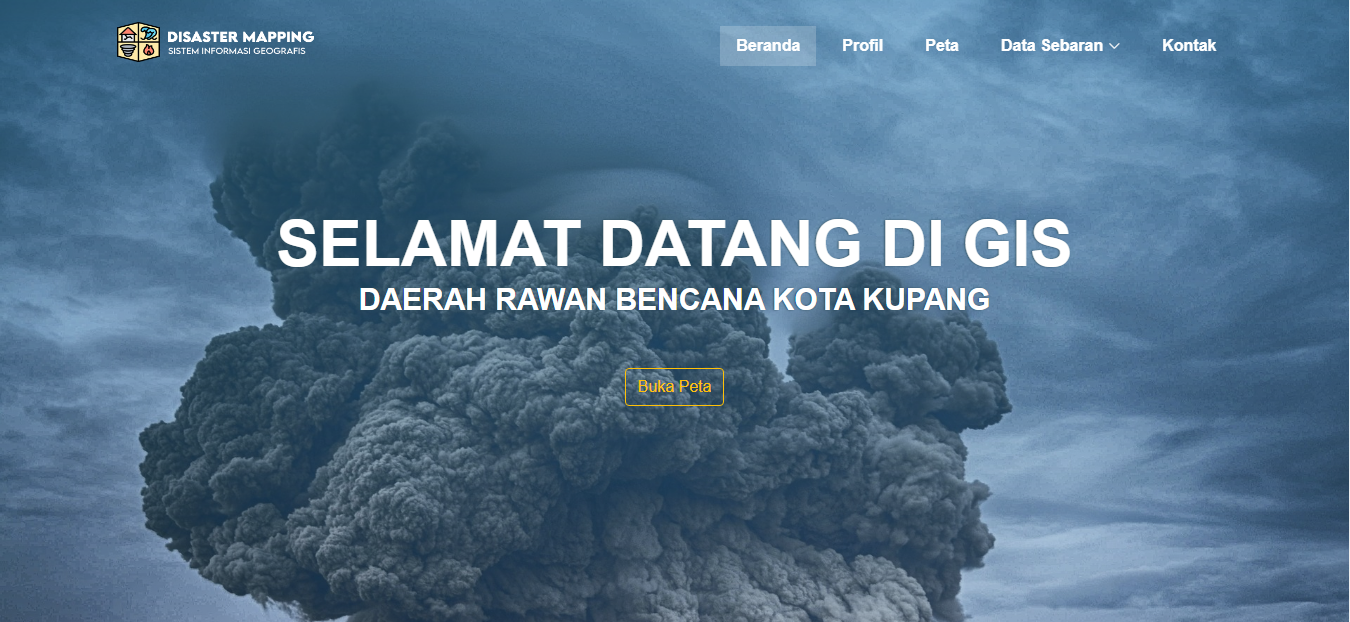 DISASTER MAPPING
SISTEM INFORMASI GEOGRAFIS
Beranda
Profil
Peta
Data Sebaran
Kontak
SELAMAT DATANG DI GIS
DAERAH RAWAN BENCANA KOTA KUPANG
Buka Peta